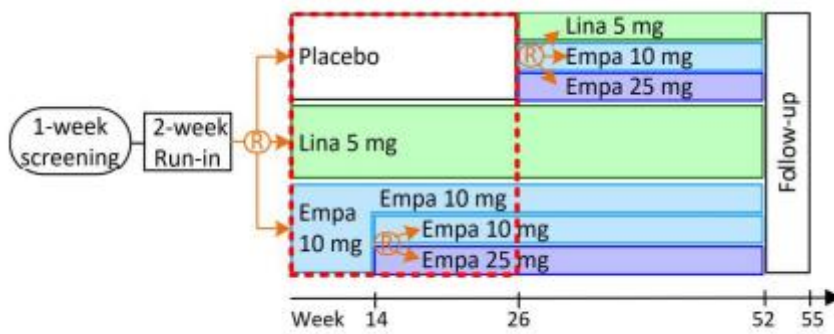 1-week
screening
2-week
Run-in
R
Placebo
R
Lina 5 mg
Empa 10 mg
Empa 25 mg
Lina 5 mg
Empa
10 mg
Empa 10 mg
R
Empa 10 mg
Empa 25 mg
Follow-up
Week 14 26 52 55